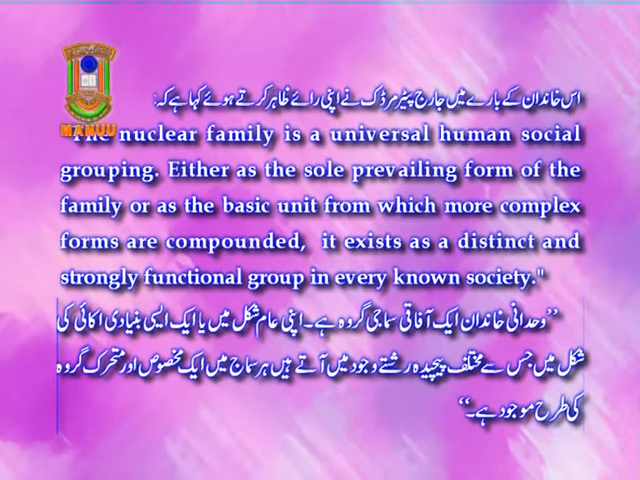 اس خاندان کے بارے میں جارج پیٹر مرڈک نے اپنی رائے ظاہر کرتے ہوئے کہا ہے کہ:
MANUU
"The nuclear family is a universal human social
grouping. Either as the sole prevailing form of the
family or as the basic unit from which more complex
forms are compounded, it exists as a distinct and
strongly functional group in every known society."
”وحدانی خاندان ایک آفاقی سماجی گروہ ہے۔ اپنی عام شکل میں یا ایک ایسی بنیادی اکائی کی
شکل میں جس سے مختلف پیچیدہ رشتے وجود میں آتے ہیں ہر سماج میں ایک مخصوص اور متحرک گروہ
کی طرح موجود ہے۔“